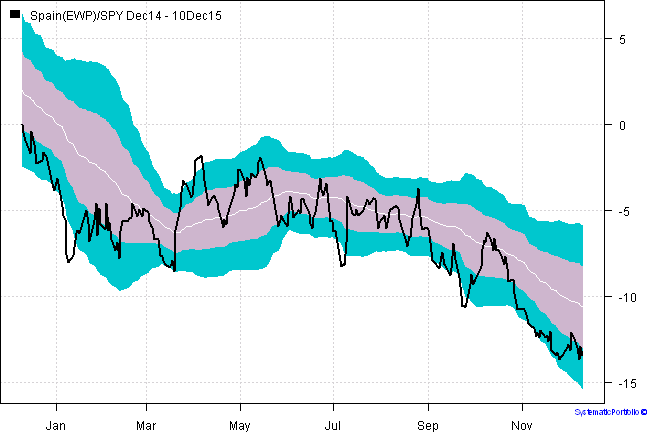 Spain(EWP)/SPY Dec14 - 10Dec15
5
0
-5
-10
-15
Jan Mar May Jul Sep Nov
SystematicPortfolio ©